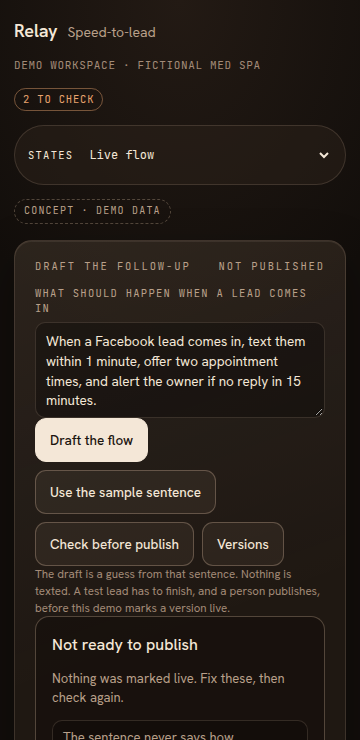 Relay Speed-to-lead
DEMO WORKSPACE · FICTIONAL MED SPA
2 TO CHECK
STATES Live flow
CONCEPT · DEMO DATA
DRAFT THE FOLLOW-UP NOT PUBLISHED
WHAT SHOULD HAPPEN WHEN A LEAD COMES
IN
When a Facebook lead comes in, text them
within 1 minute, offer two appointment
times, and alert the owner if no reply in 15
minutes.
Draft the flow
Use the sample sentence
Check before publish Versions
The draft is a guess from that sentence. Nothing is
texted. A test lead has to finish, and a person publishes,
before this demo marks a version live.
Not ready to publish
Nothing was marked live. Fix these, then
check again.
The sentence never says how